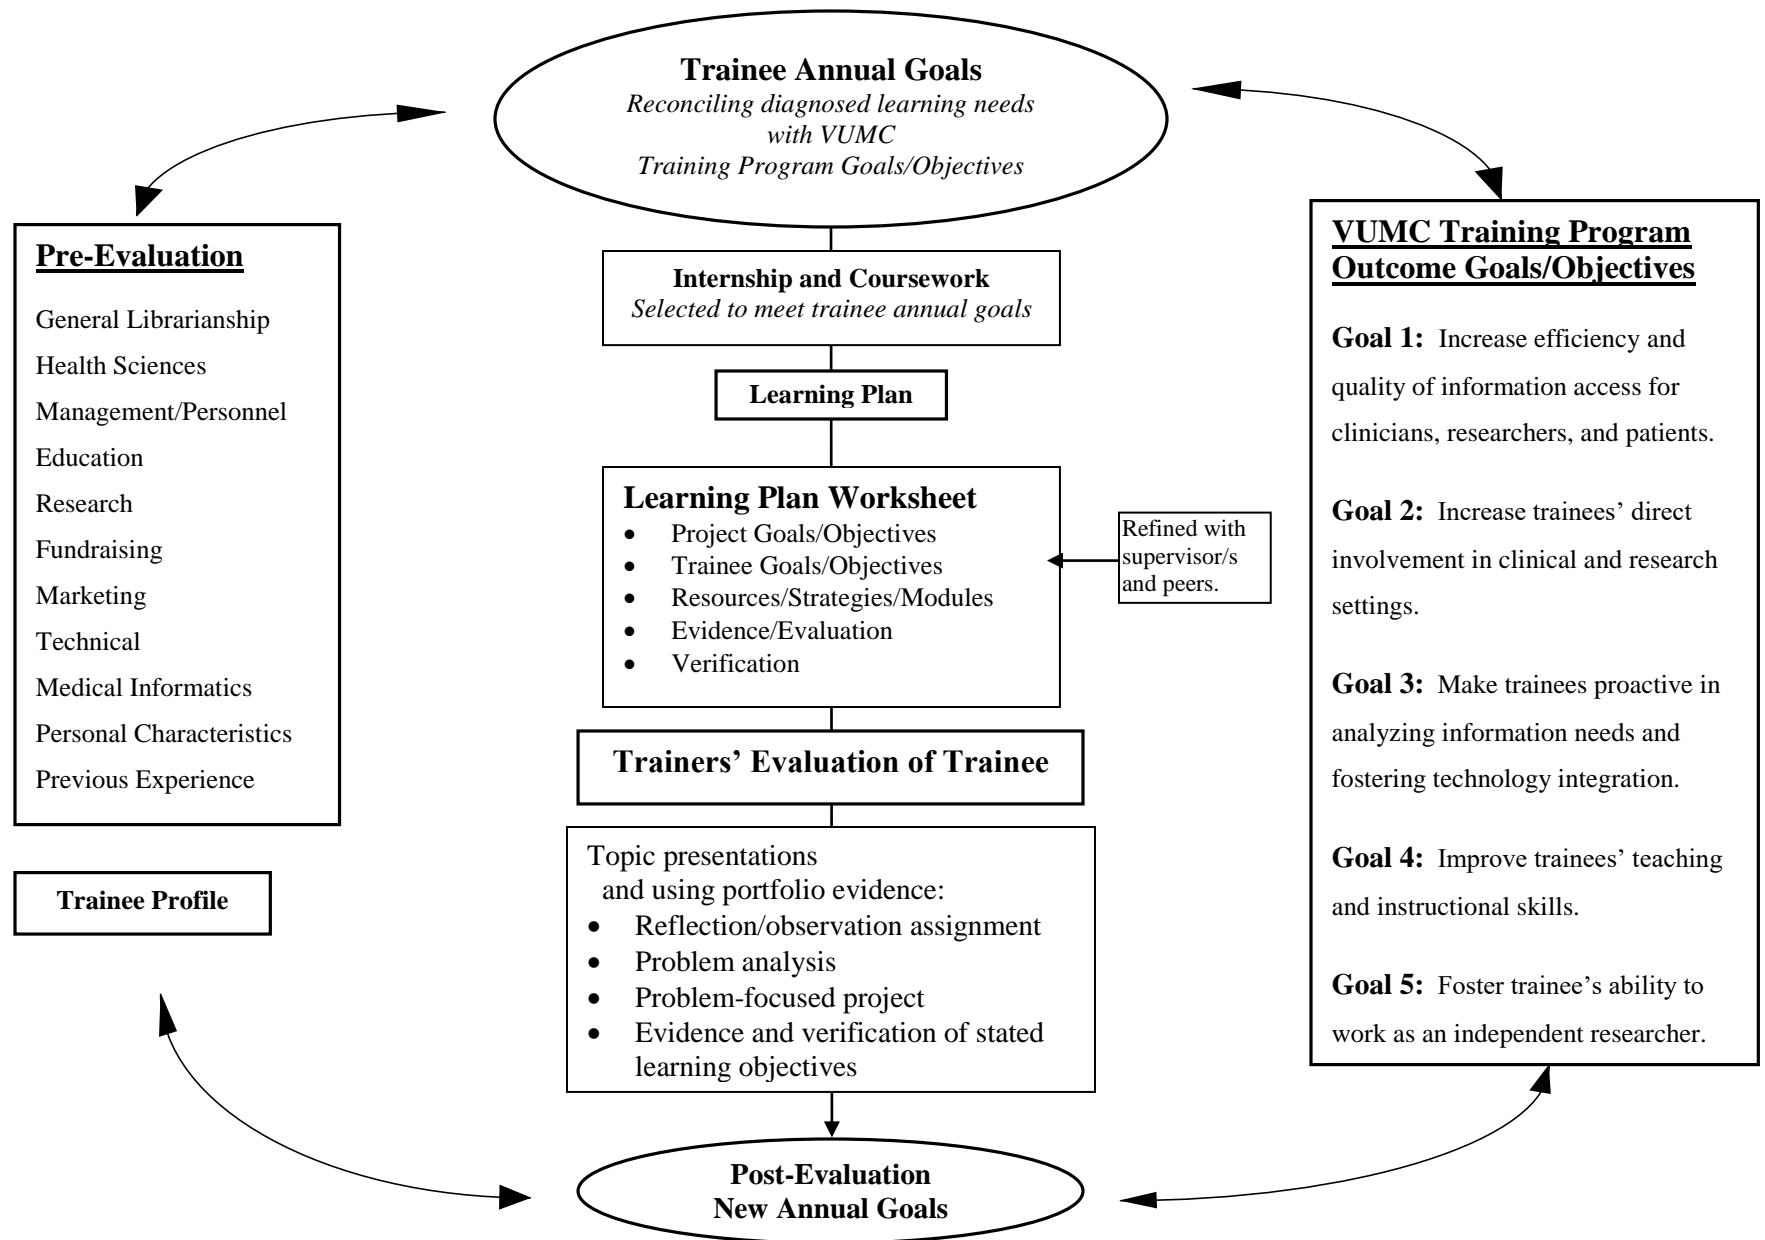 Trainee Annual Goals
Reconciling diagnosed learning needs
with VUMC
Training Program Goals/Objectives
Pre-Evaluation
General Librarianship
Health Sciences
Management/Personnel
Education
Research
Fundraising
Marketing
Technical
Medical Informatics
Personal Characteristics
Previous Experience
Trainee Profile
Internship and Coursework
Selected to meet trainee annual goals
Learning Plan
Learning Plan Worksheet
• Project Goals/Objectives
• Trainee Goals/Objectives
• Resources/Strategies/Modules
• Evidence/Evaluation
• Verification
Refined with
supervisor/s
and peers.
Trainers’ Evaluation of Trainee
Topic presentations
and using portfolio evidence:
• Reflection/observation assignment
• Problem analysis
• Problem-focused project
• Evidence and verification of stated
learning objectives
Post-Evaluation
New Annual Goals
VUMC Training Program
Outcome Goals/Objectives
Goal 1: Increase efficiency and
quality of information access for
clinicians, researchers, and patients.
Goal 2: Increase trainees’ direct
involvement in clinical and research
settings.
Goal 3: Make trainees proactive in
analyzing information needs and
fostering technology integration.
Goal 4: Improve trainees’ teaching
and instructional skills.
Goal 5: Foster trainee’s ability to
work as an independent researcher.